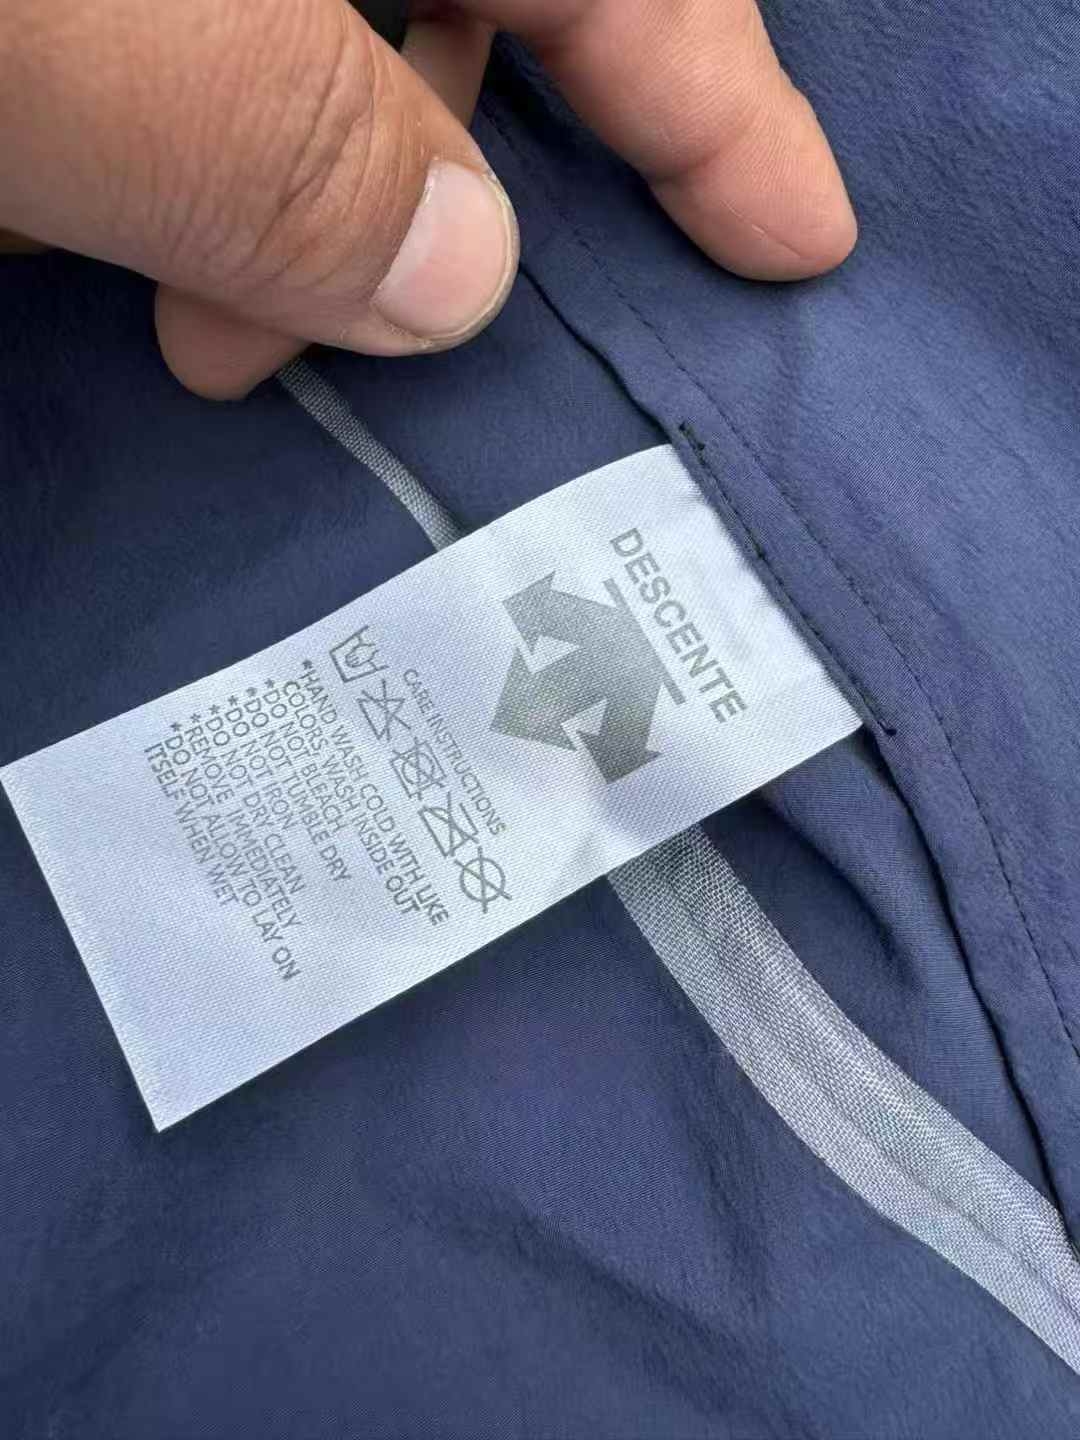 DESCENTE
CARE INSTRUCTIONS
*HAND WASH COLD WITH LIKE
COLORS, WASH INSIDE OUT
*DO NOT BLEACH
*DO NOT TUMBLE DRY
*DO NOT IRON
*DO NOT DRY CLEAN
*REMOVE IMMEDIATELY
*DO NOT ALLOW TO LAY ON
ITSELF WHEN WET